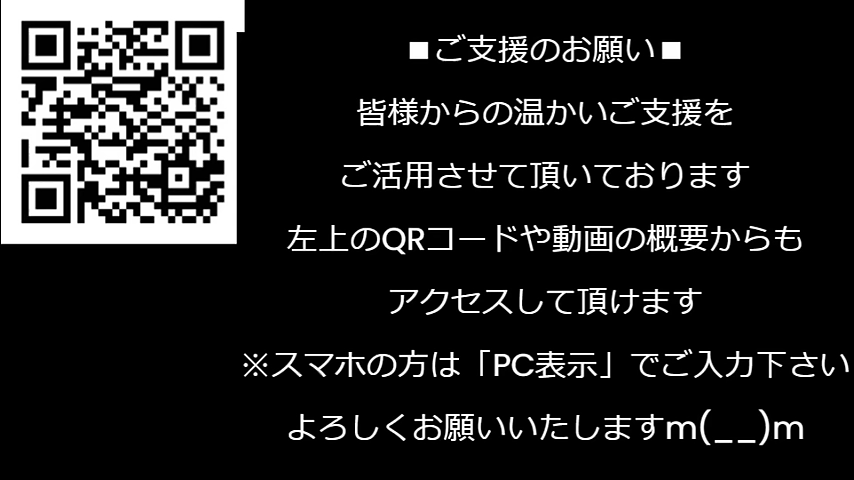 ■ご支援のお願い■
皆様からの温かいご支援を
ご活用させて頂いております
左上のQRコードや動画の概要からも
アクセスして頂けます
※スマホの方は「PC表示」でご入力下さい
よろしくお願いいたしますm(__)m